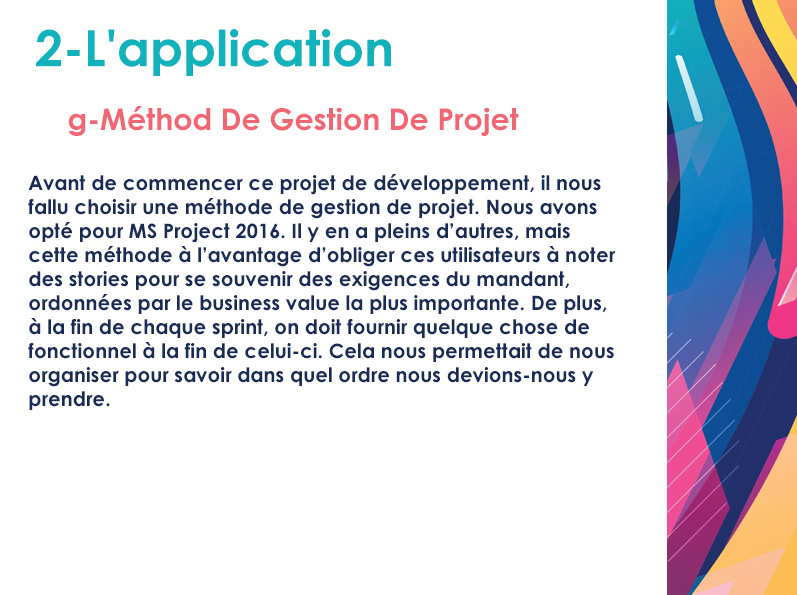 2-L'application
g-Méthod De Gestion De Projet
Avant de commencer ce projet de développement, il nous
fallu choisir une méthode de gestion de projet. Nous avons
opté pour MS Project 2016. Il y en a pleins d’autres, mais
cette méthode à l’avantage d’obliger ces utilisateurs à noter
des stories pour se souvenir des exigences du mandant,
ordonnées par le business value la plus importante. De plus,
à la fin de chaque sprint, on doit fournir quelque chose de
fonctionnel à la fin de celui-ci. Cela nous permettait de nous
organiser pour savoir dans quel ordre nous devions-nous y
prendre.